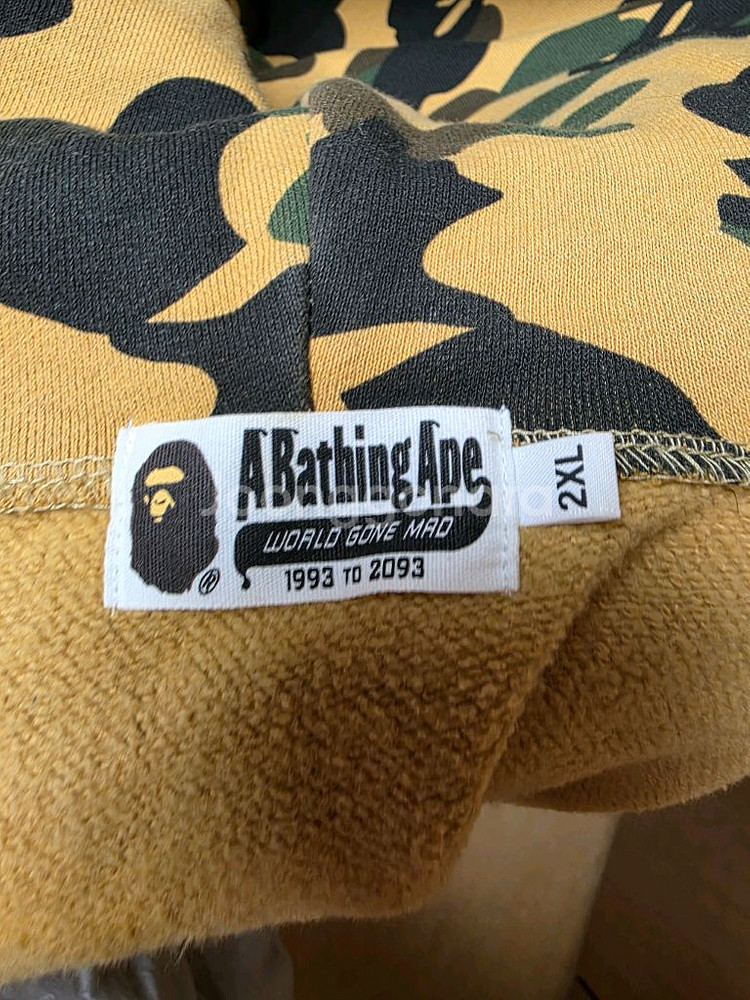 A Bathing Ape
WORLD GONE MAD
1993 TO 2093
®
2XL